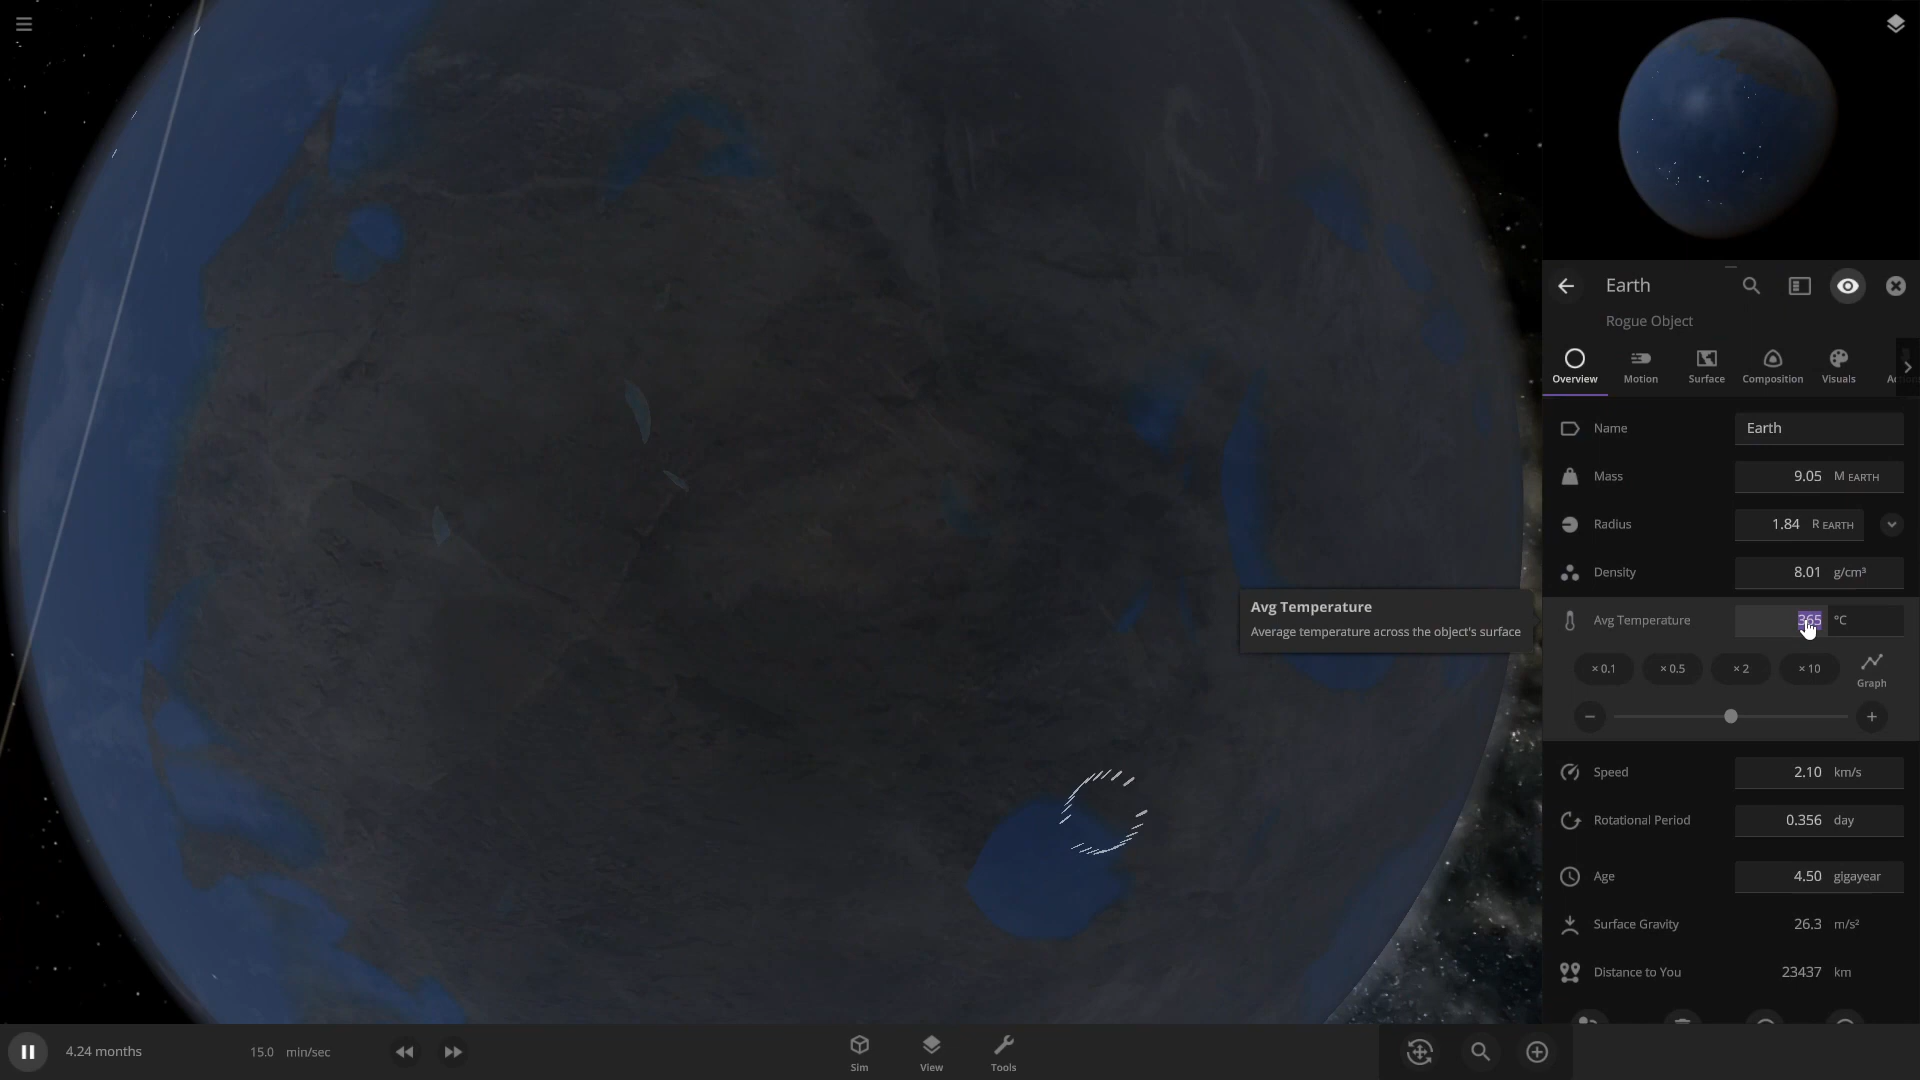 Earth
Rogue Object
Overview
Motion
Surface
Composition
Visuals
Name
Earth
Mass
9.05 M EARTH
Radius
1.84 R EARTH
Density
8.01 g/cm³
Avg Temperature
Average temperature across the object's surface
Avg Temperature
365 °C
× 0.1
× 0.5
× 2
× 10
Graph
Speed
2.10 km/s
Rotational Period
0.356 day
Age
4.50 gigayear
Surface Gravity
26.3 m/s²
Distance to You
23437 km
4.24 months
15.0 min/sec
Sim
View
Tools